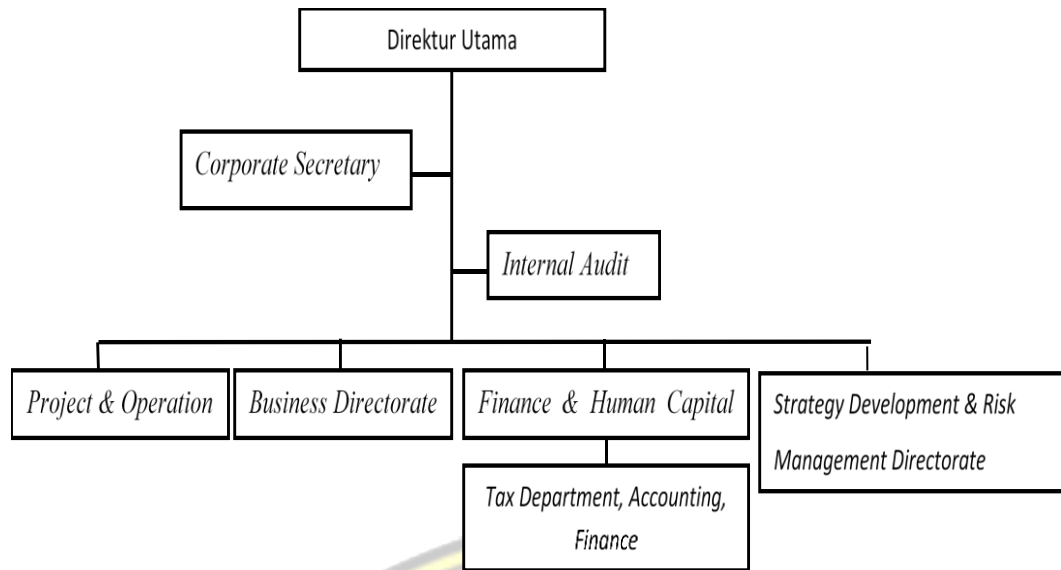 Direktur Utama
Corporate Secretary
Internal Audit
Project & Operation
Business Directorate
Finance & Human Capital
Strategy Development & Risk
Management Directorate
Tax Department, Accounting,
Finance